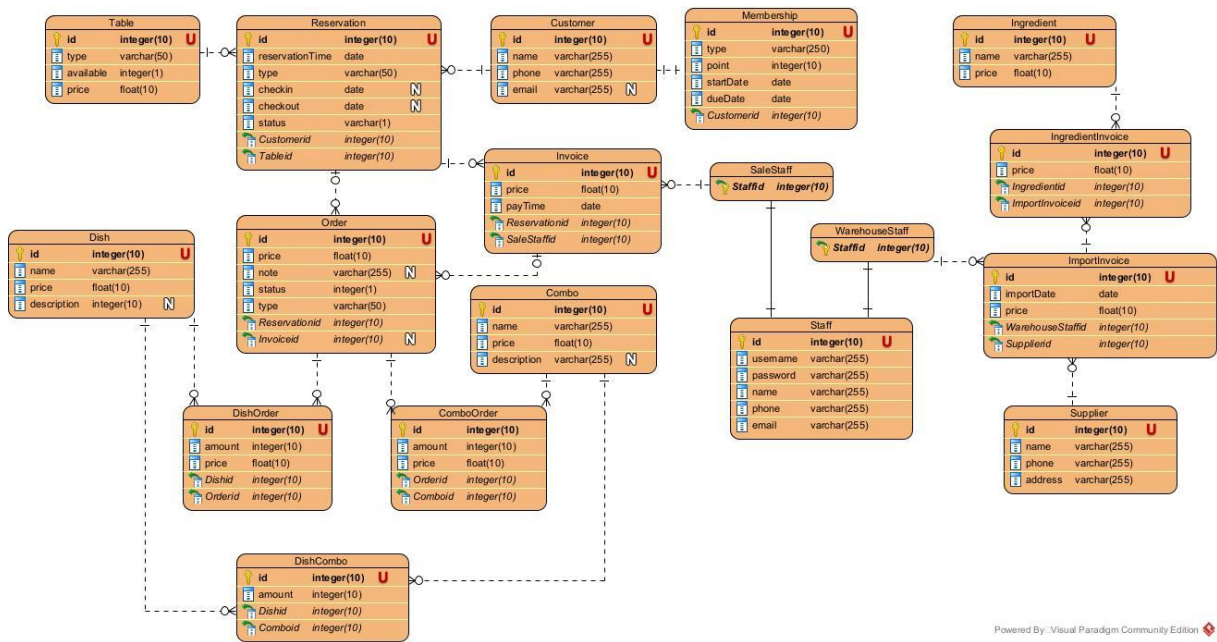 Table
id integer(10) U
type varchar(50)
available integer(1)
price float(10)
Reservation
id integer(10) U
reservationTime date
type varchar(50)
checkin date N
checkout date N
status varchar(1)
Customerid integer(10)
Tableid integer(10)
Customer
id integer(10) U
name varchar(255)
phone varchar(255)
email varchar(255) N
Membership
id integer(10) U
type varchar(250)
point integer(10)
startDate date
dueDate date
Customerid integer(10)
Ingredient
id integer(10) U
name varchar(255)
price float(10)
IngredientInvoice
id integer(10) U
price float(10)
Ingredientid integer(10)
ImportInvoiceid integer(10)
Invoice
id integer(10) U
price float(10)
payTime date
Reservationid integer(10)
SaleStaffid integer(10)
SaleStaff
Staffid integer(10)
WarehouseStaff
Staffid integer(10)
Dish
id integer(10) U
name varchar(255)
price float(10)
description integer(10) N
Order
id integer(10) U
price float(10)
note varchar(255) N
status integer(1)
type varchar(50)
Reservationid integer(10)
Invoiceid integer(10) N
Combo
id integer(10) U
name varchar(255)
price float(10)
description varchar(255) N
Staff
id integer(10) U
username varchar(255)
password varchar(255)
name varchar(255)
phone varchar(255)
email varchar(255)
ImportInvoice
id integer(10) U
importDate date
price float(10)
WarehouseStaffid integer(10)
Supplierid integer(10)
DishOrder
id integer(10) U
amount integer(10)
price float(10)
Dishid integer(10)
Orderid integer(10)
ComboOrder
id integer(10) U
amount integer(10)
price float(10)
Orderid integer(10)
Comboid integer(10)
Supplier
id integer(10) U
name varchar(255)
phone varchar(255)
address varchar(255)
DishCombo
id integer(10) U
amount integer(10)
Dishid integer(10)
Comboid integer(10)
Powered By: Visual Paradigm Community Edition